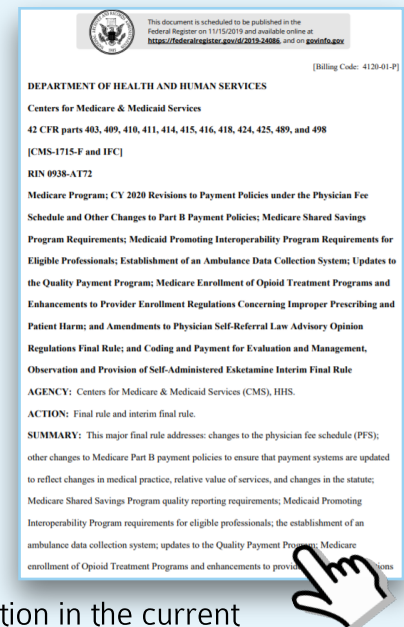 This document is scheduled to be published in the
Federal Register on 11/15/2019 and available online at
https://federalregister.gov/d/2019-24086, and on govinfo.gov
[Billing Code: 4120-01-P]
DEPARTMENT OF HEALTH AND HUMAN SERVICES
Centers for Medicare & Medicaid Services
42 CFR parts 403, 409, 410, 411, 414, 415, 416, 418, 424, 425, 489, and 498
[CMS-1715-F and IFC]
RIN 0938-AT72
Medicare Program; CY 2020 Revisions to Payment Policies under the Physician Fee
Schedule and Other Changes to Part B Payment Policies; Medicare Shared Savings
Program Requirements; Medicaid Promoting Interoperability Program Requirements for
Eligible Professionals; Establishment of an Ambulance Data Collection System; Updates to
the Quality Payment Program; Medicare Enrollment of Opioid Treatment Programs and
Enhancements to Provider Enrollment Regulations Concerning Improper Prescribing and
Patient Harm; and Amendments to Physician Self-Referral Law Advisory Opinion
Regulations Final Rule; and Coding and Payment for Evaluation and Management,
Observation and Provision of Self-Administered Esketamine Interim Final Rule
AGENCY: Centers for Medicare & Medicaid Services (CMS), HHS.
ACTION: Final rule and interim final rule.
SUMMARY: This major final rule addresses: changes to the physician fee schedule (PFS);
other changes to Medicare Part B payment policies to ensure that payment systems are updated
to reflect changes in medical practice, relative value of services, and changes in the statute;
Medicare Shared Savings Program quality reporting requirements; Medicaid Promoting
Interoperability Program requirements for eligible professionals; the establishment of an
ambulance data collection system; updates to the Quality Payment Program; Medicare
enrollment of Opioid Treatment Programs and enhancements to
tion in the current